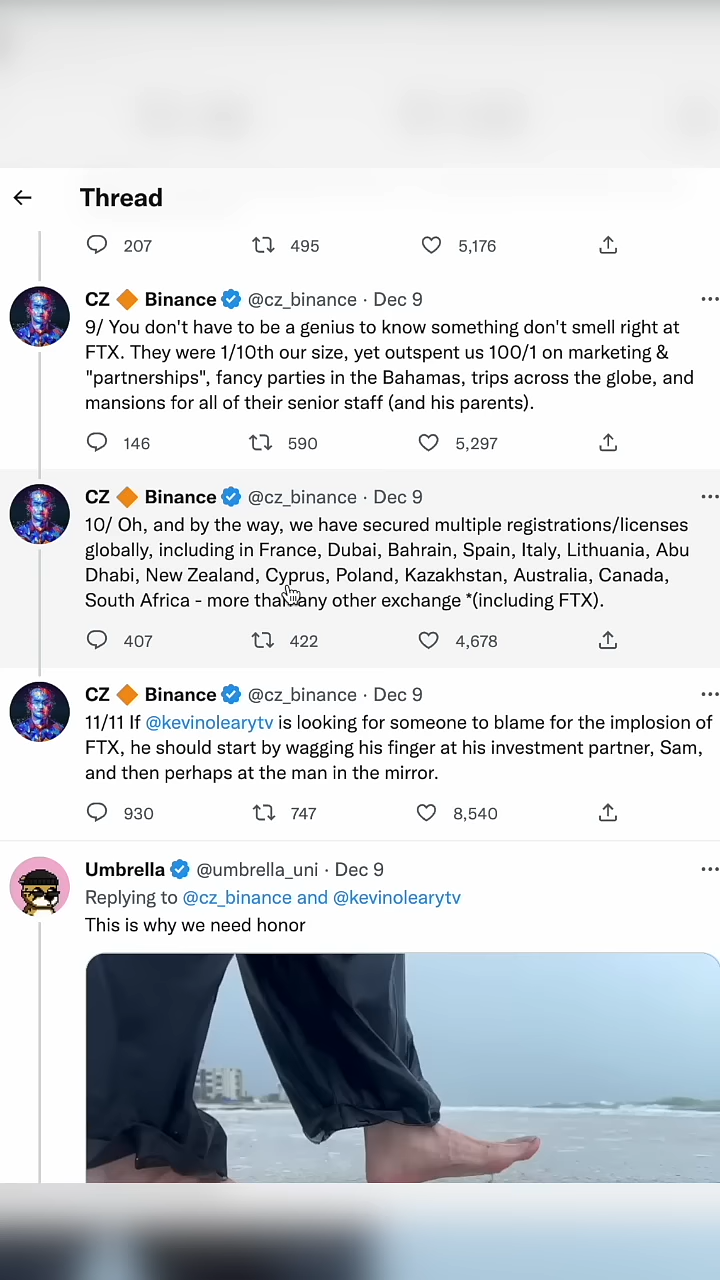 Thread
207 495 5,176
CZ 🔶 Binance @cz_binance · Dec 9
9/ You don't have to be a genius to know something don't smell right at
FTX. They were 1/10th our size, yet outspent us 100/1 on marketing &
"partnerships", fancy parties in the Bahamas, trips across the globe, and
mansions for all of their senior staff (and his parents).
146 590 5,297
CZ 🔶 Binance @cz_binance · Dec 9
10/ Oh, and by the way, we have secured multiple registrations/licenses
globally, including in France, Dubai, Bahrain, Spain, Italy, Lithuania, Abu
Dhabi, New Zealand, Cyprus, Poland, Kazakhstan, Australia, Canada,
South Africa - more than any other exchange *(including FTX).
407 422 4,678
CZ 🔶 Binance @cz_binance · Dec 9
11/11 If @kevinolearytv is looking for someone to blame for the implosion of
FTX, he should start by wagging his finger at his investment partner, Sam,
and then perhaps at the man in the mirror.
930 747 8,540
Umbrella @umbrella_uni · Dec 9
Replying to @cz_binance and @kevinolearytv
This is why we need honor